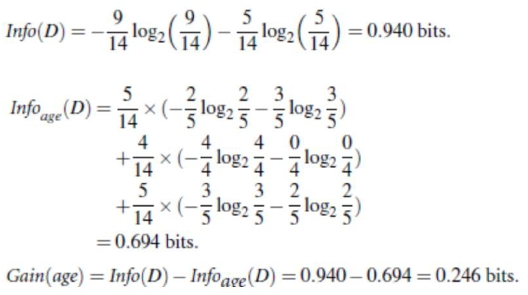 Info(D) = −9/14 log₂(9/14) − 5/14 log₂(5/14) = 0.940 bits.
Info_age(D) = 5/14 × (−2/5 log₂ 2/5 − 3/5 log₂ 3/5)
+4/14 × (−4/4 log₂ 4/4 − 0/4 log₂ 0/4)
+5/14 × (−3/5 log₂ 3/5 − 2/5 log₂ 2/5)
= 0.694 bits.
Gain(age) = Info(D) − Info_age(D) = 0.940 − 0.694 = 0.246 bits.